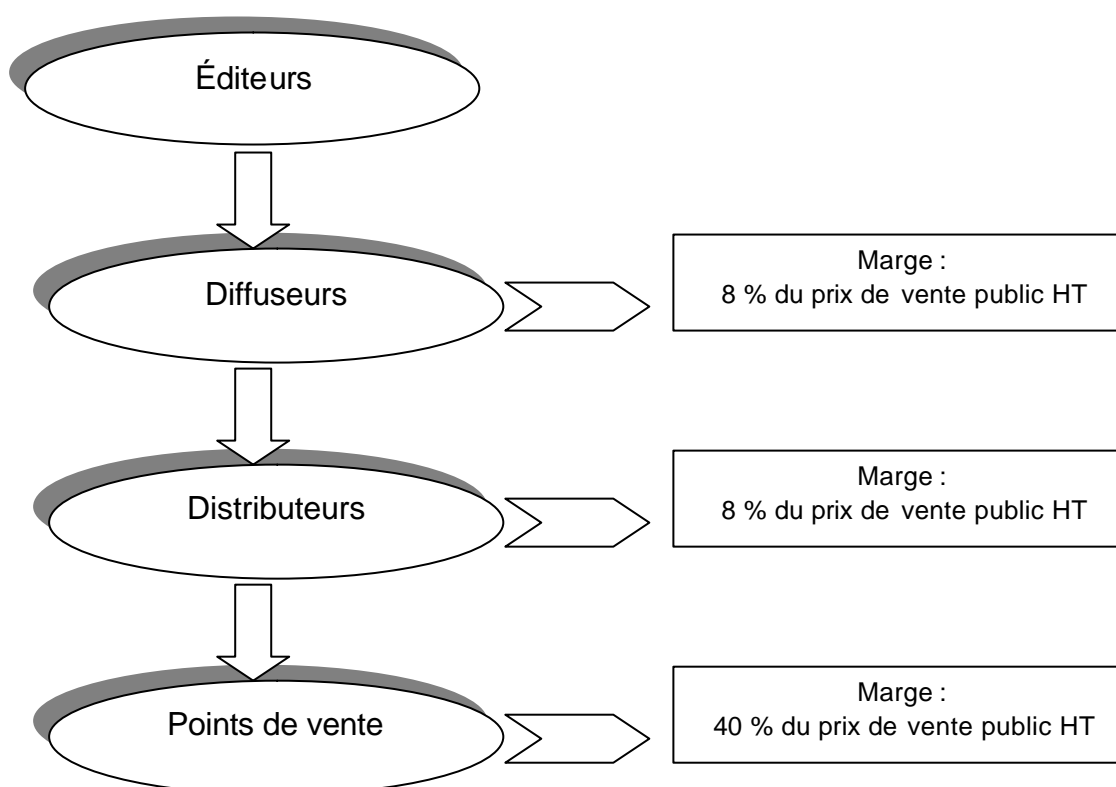 Éditeurs
Diffuseurs
Marge :
8 % du prix de vente public HT
Distributeurs
Marge :
8 % du prix de vente public HT
Points de vente
Marge :
40 % du prix de vente public HT